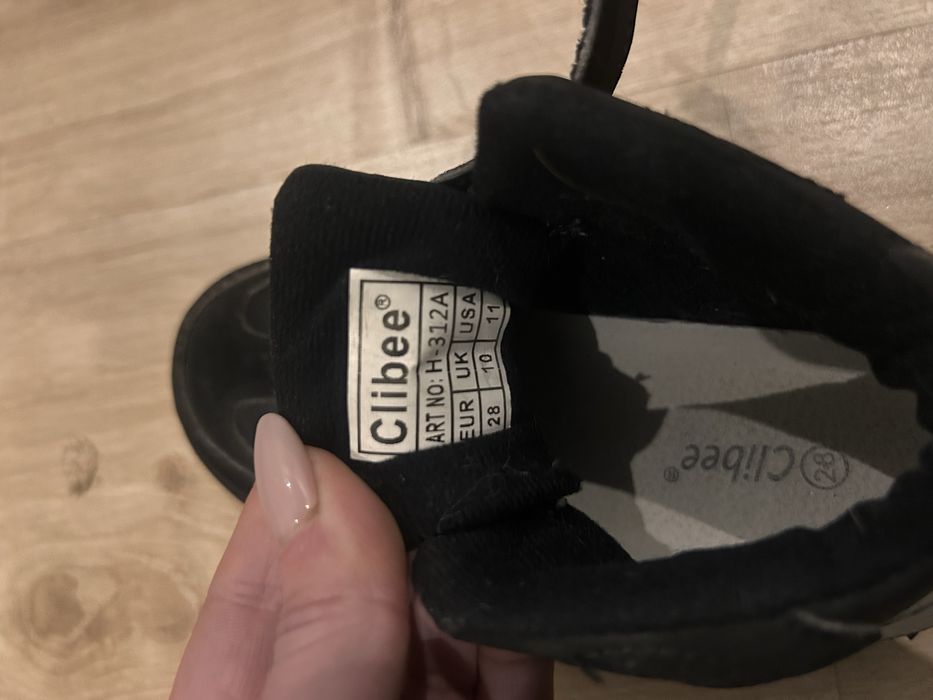 Clibee®
ART NO: H-312A
EUR UK USA
28 10 11
Clibee® 28